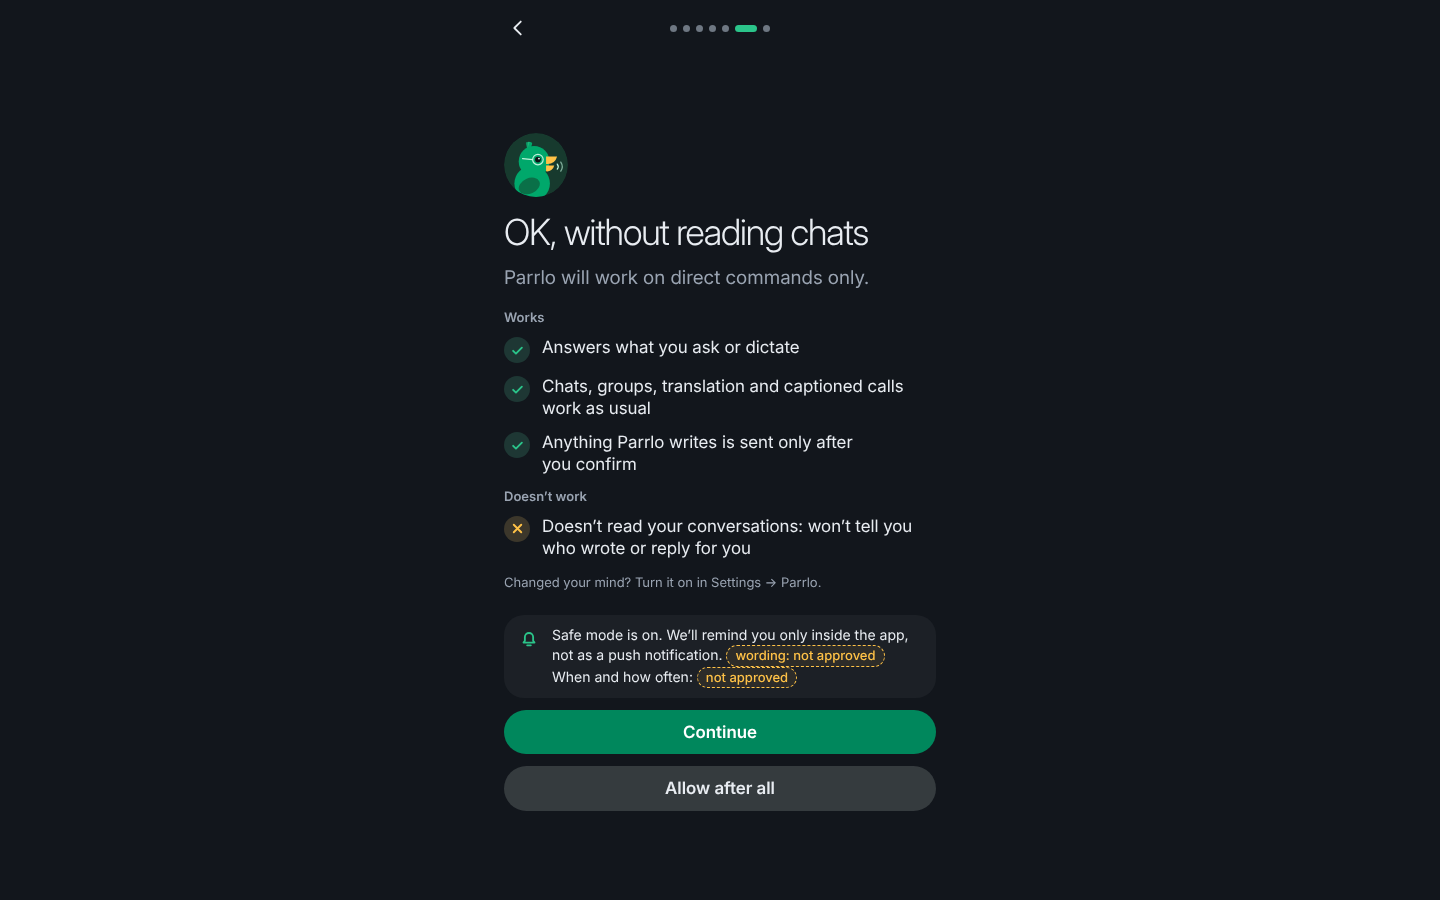 OK, without reading chats
Parrlo will work on direct commands only.
Works
Answers what you ask or dictate
Chats, groups, translation and captioned calls
work as usual
Anything Parrlo writes is sent only after
you confirm
Doesn’t work
Doesn’t read your conversations: won’t tell you
who wrote or reply for you
Changed your mind? Turn it on in Settings → Parrlo.
Safe mode is on. We’ll remind you only inside the app,
not as a push notification. wording: not approved
When and how often: not approved
Continue
Allow after all